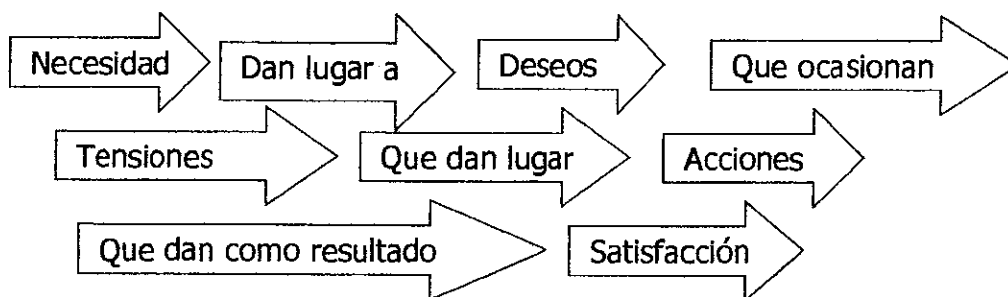 Necesidad Dan lugar a Deseos Que ocasionan
Tensiones Que dan lugar Acciones
Que dan como resultado Satisfacción